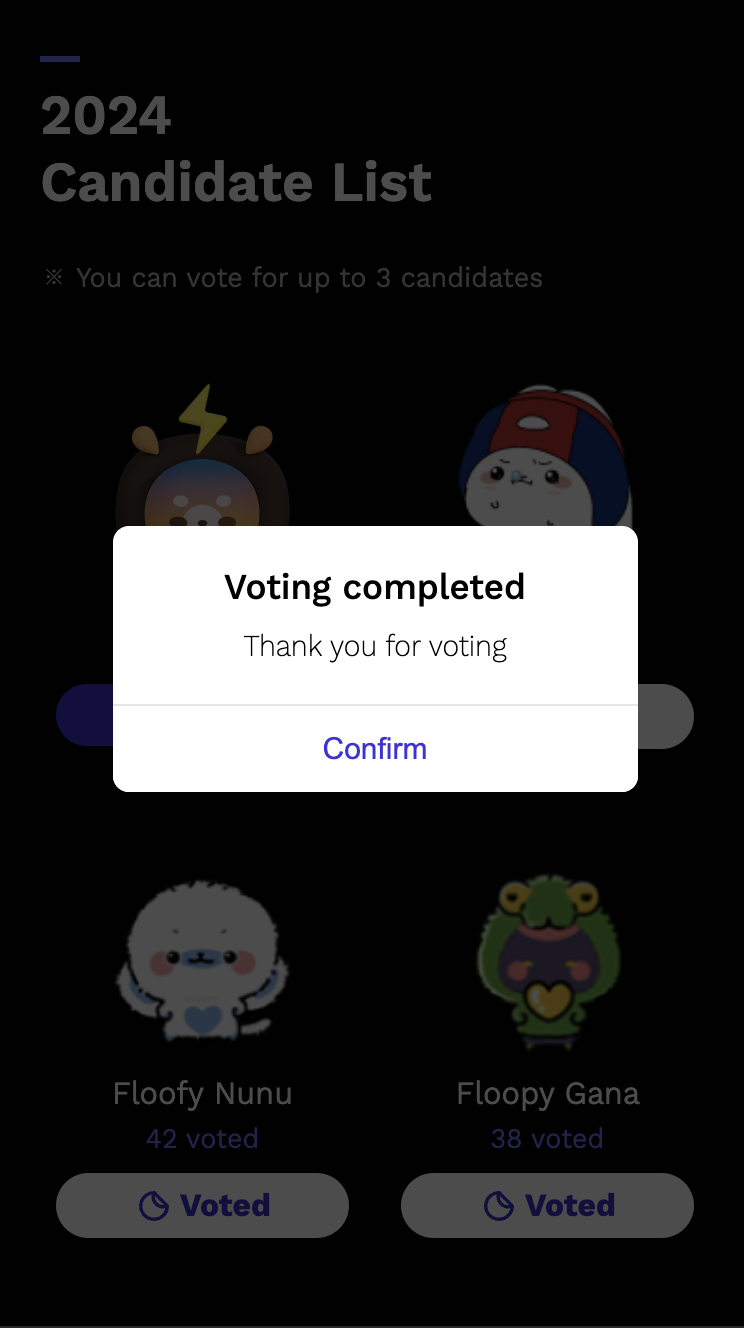 2024
Candidate List
※ You can vote for up to 3 candidates
Voting completed
Thank you for voting
Confirm
Floofy Nunu
Floopy Gana
42 voted
38 voted
Voted
Voted